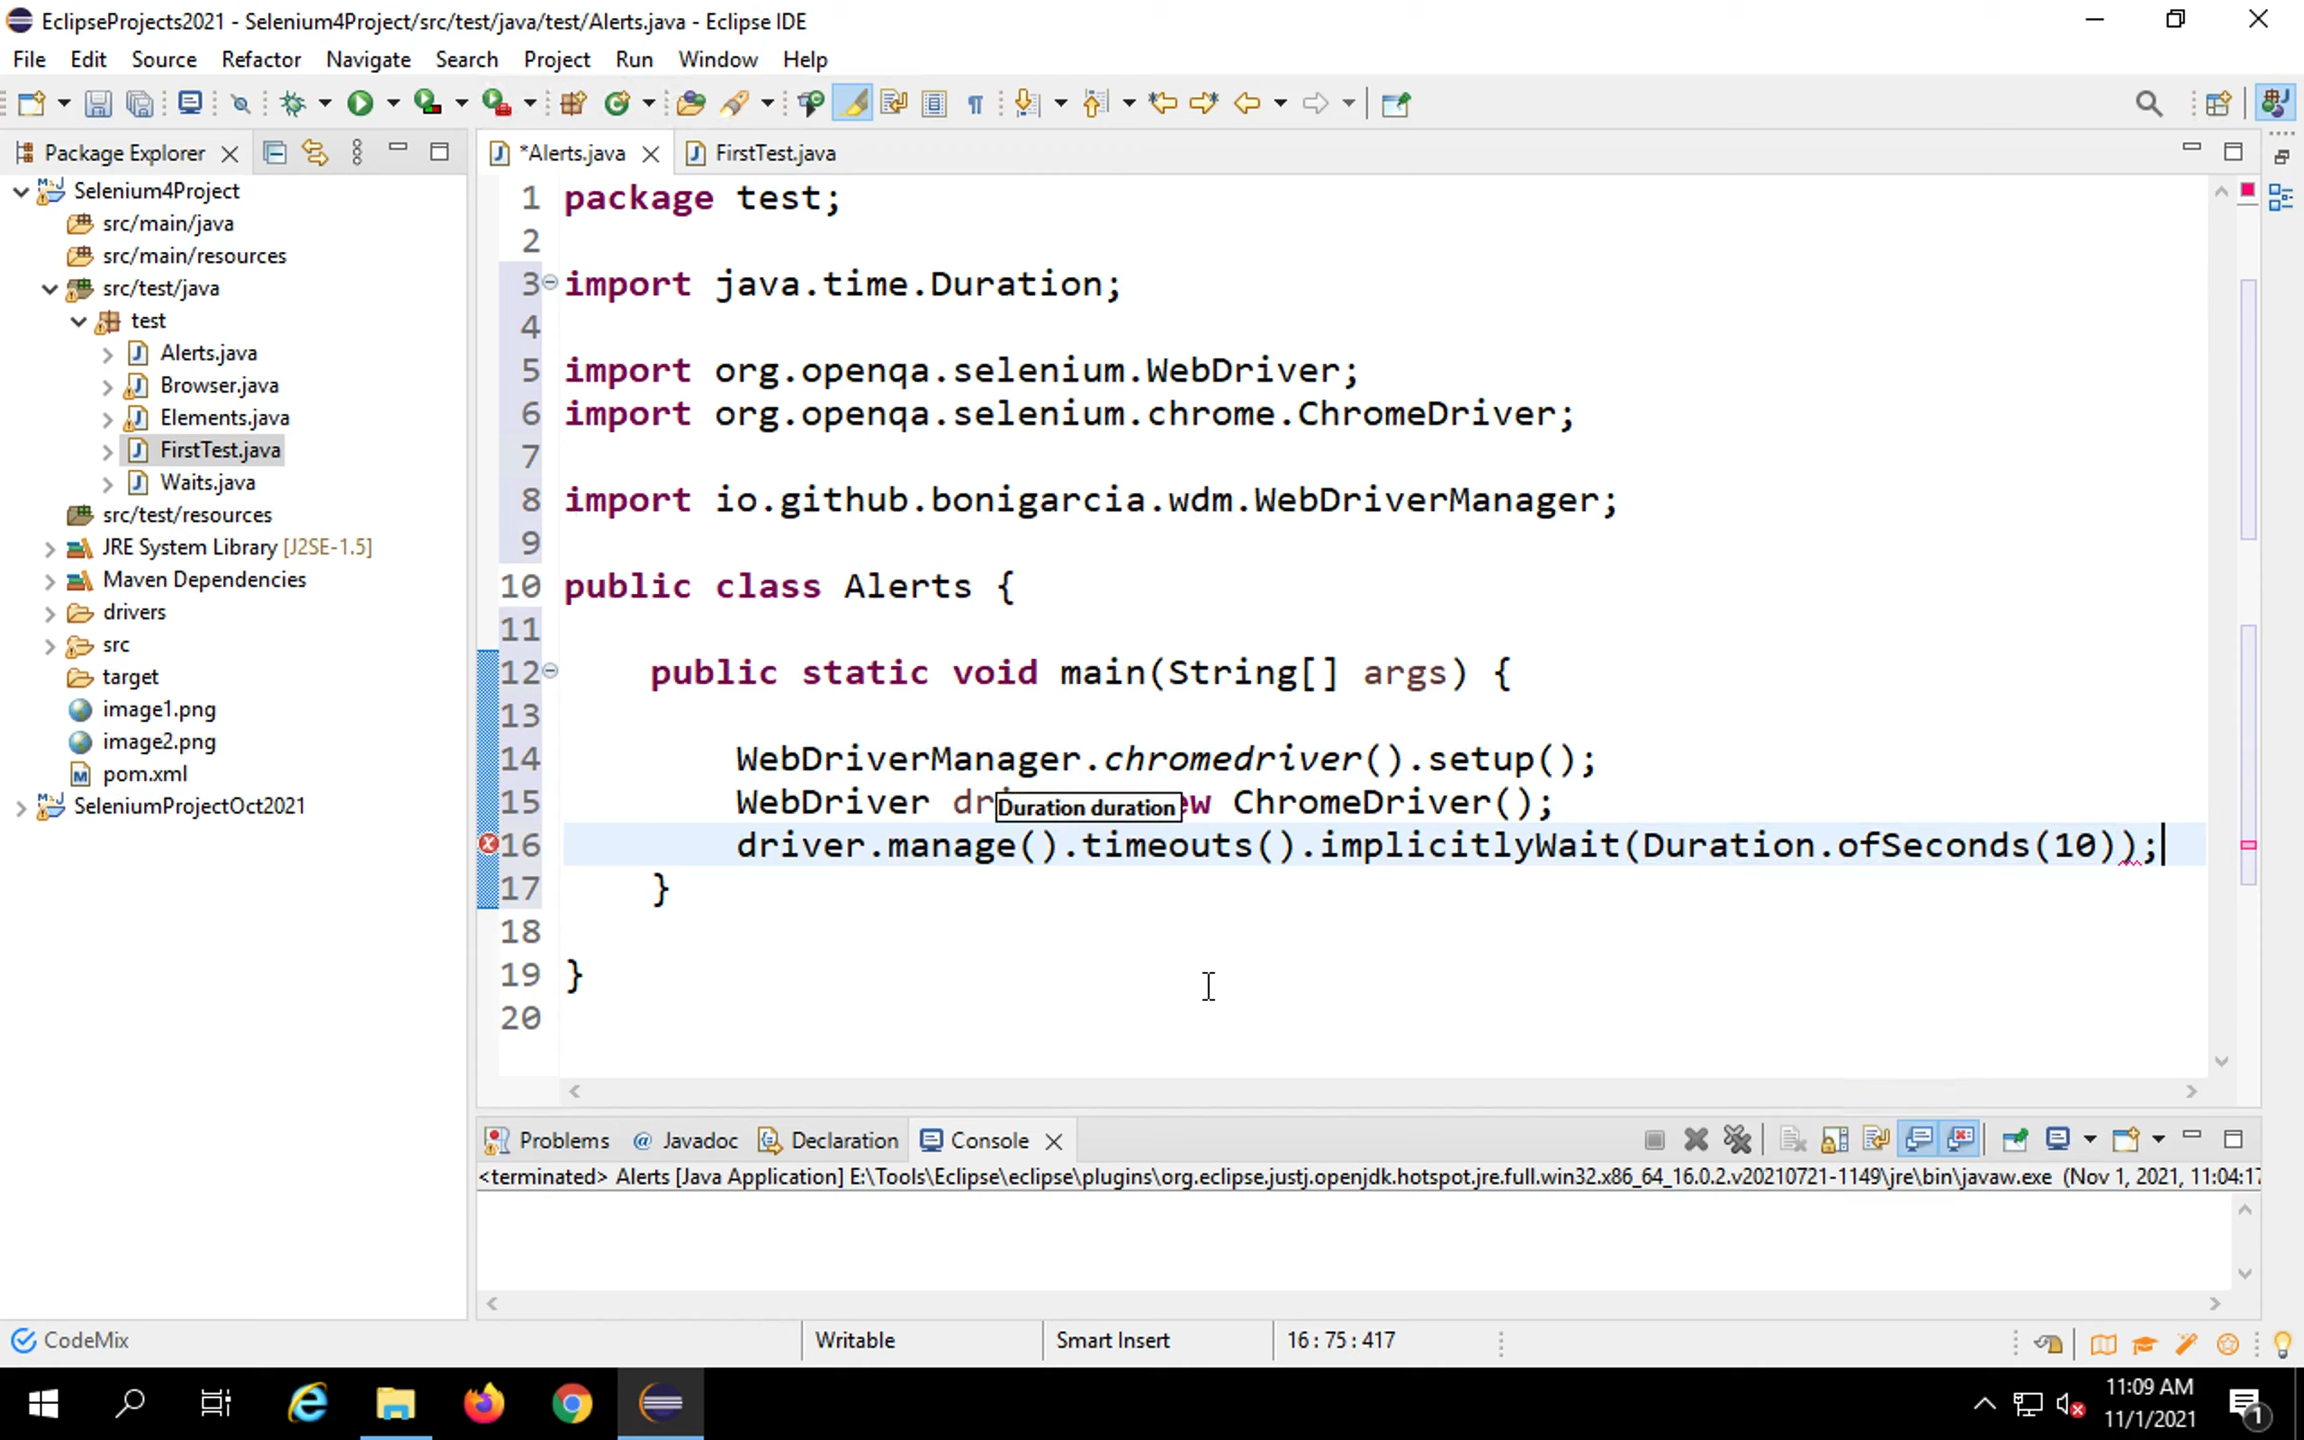 EclipseProjects2021 - Selenium4Project/src/test/java/test/Alerts.java - Eclipse IDE
File Edit Source Refactor Navigate Search Project Run Window Help
Package Explorer
Selenium4Project
src/main/java
src/main/resources
src/test/java
test
Alerts.java
Browser.java
Elements.java
FirstTest.java
Waits.java
src/test/resources
JRE System Library [J2SE-1.5]
Maven Dependencies
drivers
src
target
image1.png
image2.png
pom.xml
SeleniumProjectOct2021
*Alerts.java FirstTest.java
1 package test;
2
3 import java.time.Duration;
4
5 import org.openqa.selenium.WebDriver;
6 import org.openqa.selenium.chrome.ChromeDriver;
7
8 import io.github.bonigarcia.wdm.WebDriverManager;
9
10 public class Alerts {
11
12 public static void main(String[] args) {
13
14 WebDriverManager.chromedriver().setup();
15 WebDriver dr Duration duration ew ChromeDriver();
16 driver.manage().timeouts().implicitlyWait(Duration.ofSeconds(10));
17 }
18
19 }
20
Problems @ Javadoc Declaration Console
<terminated> Alerts [Java Application] E:\Tools\Eclipse\eclipse\plugins\org.eclipse.justj.openjdk.hotspot.jre.full.win32.x86_64_16.0.2.v20210721-1149\jre\bin\javaw.exe (Nov 1, 2021, 11:04:17
CodeMix Writable Smart Insert 16 : 75 : 417
11:09 AM
11/1/2021
1